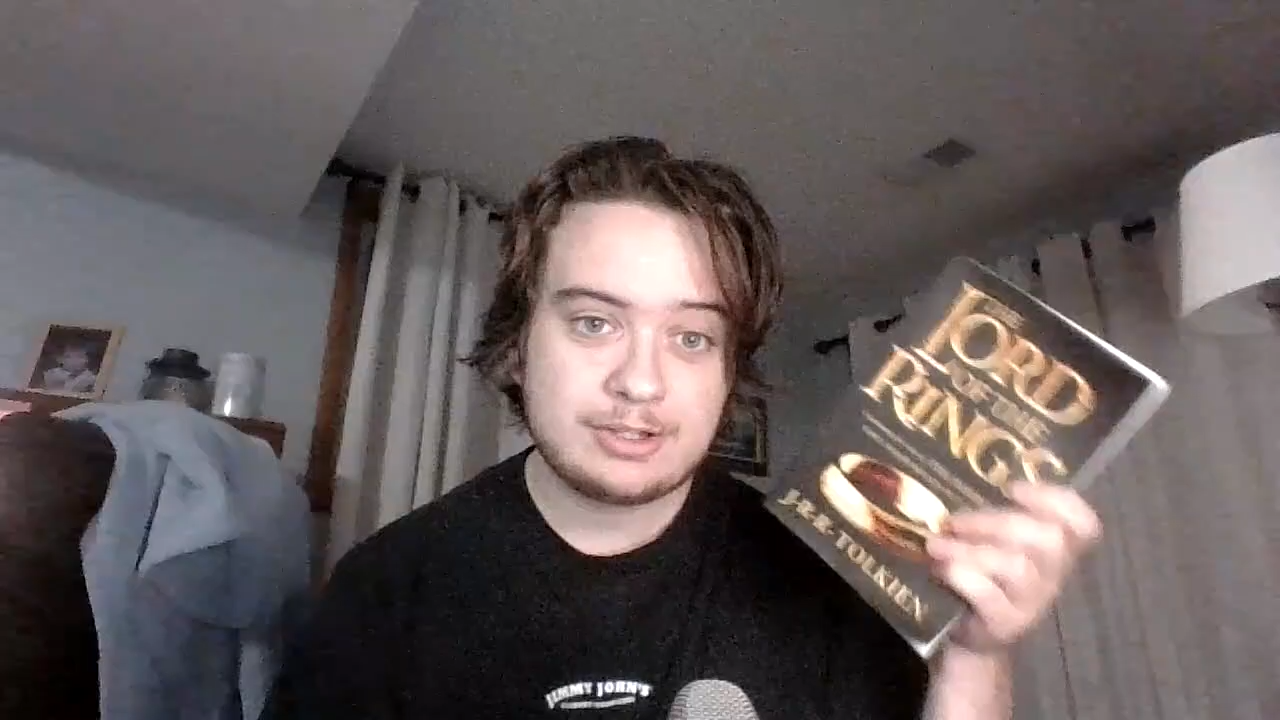 THE
LORD
OF THE
RINGS
J.R.R. TOLKIEN
JIMMY JOHN'S